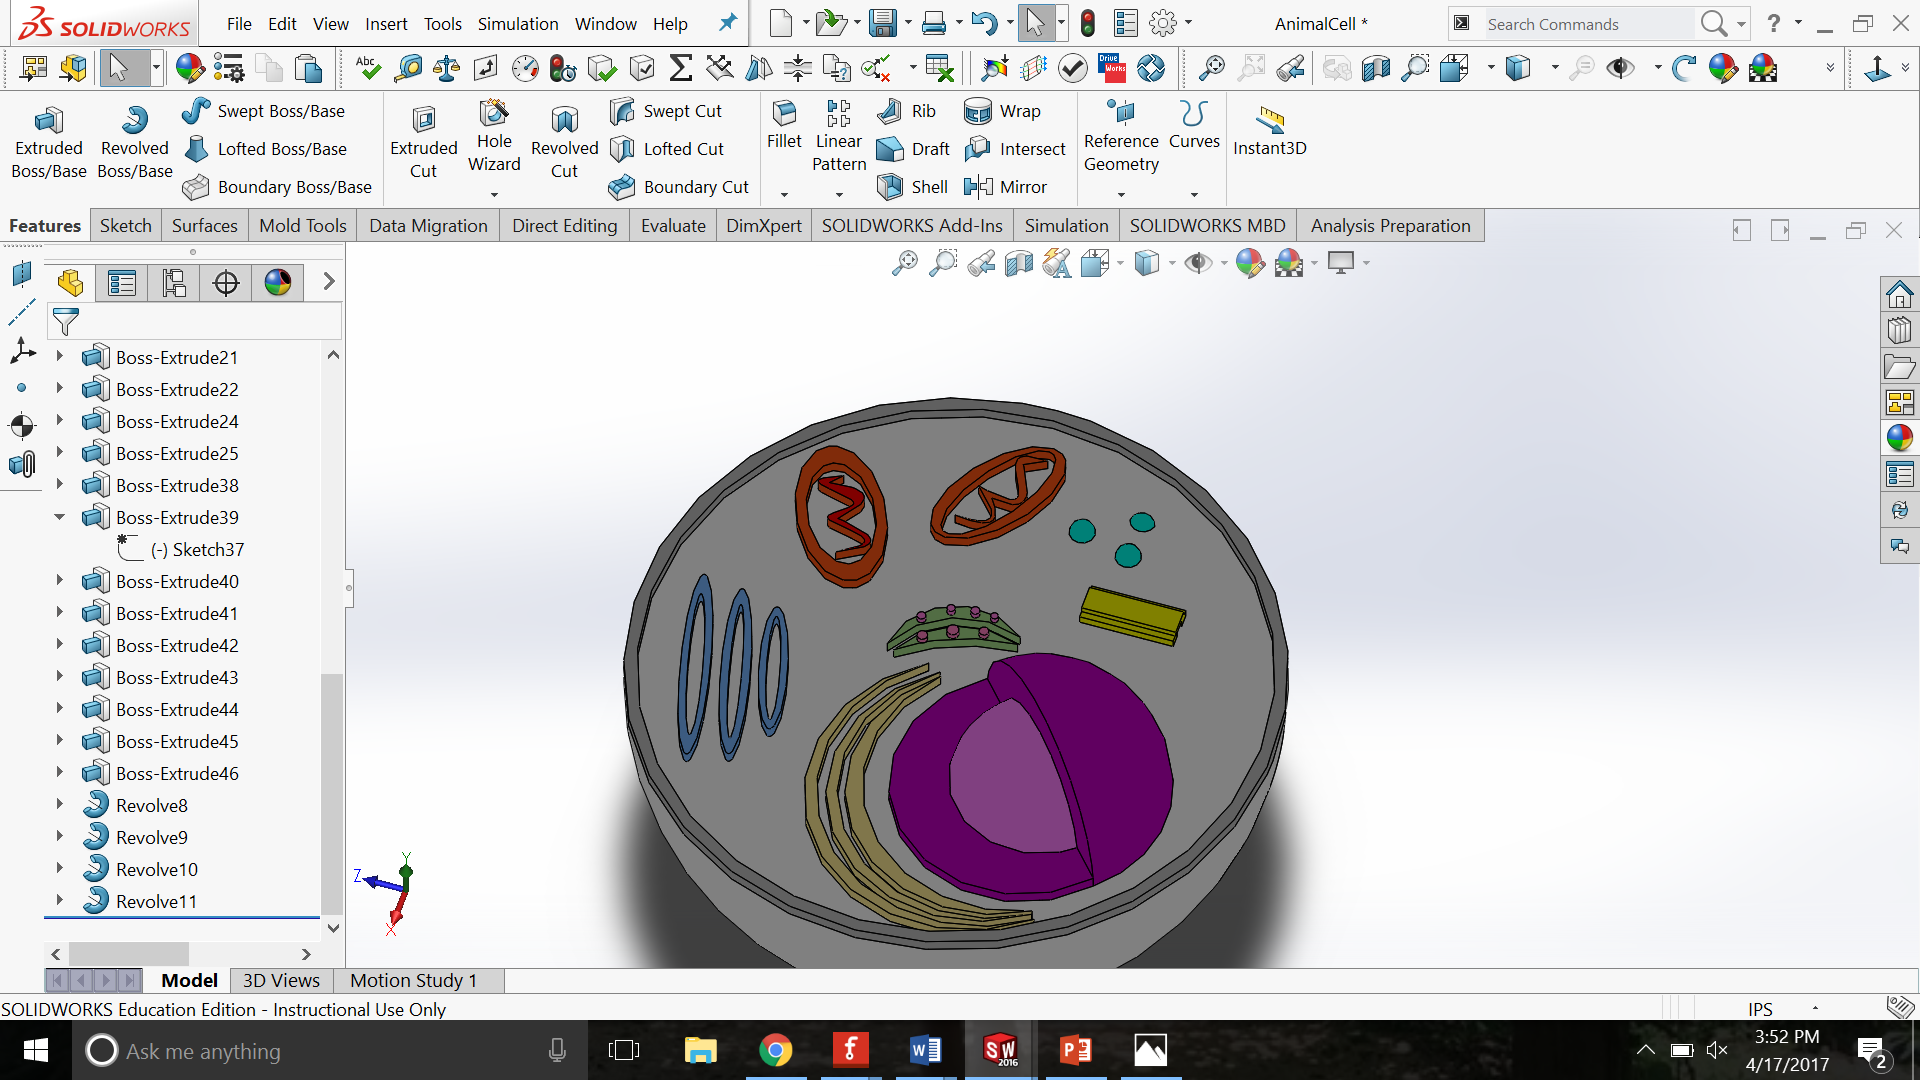 SOLIDWORKS
File Edit View Insert Tools Simulation Window Help
AnimalCell *
Search Commands
?
Abc
Drive Works
Extruded Boss/Base
Revolved Boss/Base
Swept Boss/Base
Lofted Boss/Base
Boundary Boss/Base
Extruded Cut
Hole Wizard
Revolved Cut
Swept Cut
Lofted Cut
Boundary Cut
Fillet
Linear Pattern
Rib
Draft
Shell
Wrap
Intersect
Mirror
Reference Geometry
Curves
Instant3D
Features Sketch Surfaces Mold Tools Data Migration Direct Editing Evaluate DimXpert SOLIDWORKS Add-Ins Simulation SOLIDWORKS MBD Analysis Preparation
Boss-Extrude21
Boss-Extrude22
Boss-Extrude24
Boss-Extrude25
Boss-Extrude38
Boss-Extrude39
(-) Sketch37
Boss-Extrude40
Boss-Extrude41
Boss-Extrude42
Boss-Extrude43
Boss-Extrude44
Boss-Extrude45
Boss-Extrude46
Revolve8
Revolve9
Revolve10
Revolve11
Y
Z
X
Model 3D Views Motion Study 1
SOLIDWORKS Education Edition - Instructional Use Only
IPS
Ask me anything
SW 2016
3:52 PM
4/17/2017
2